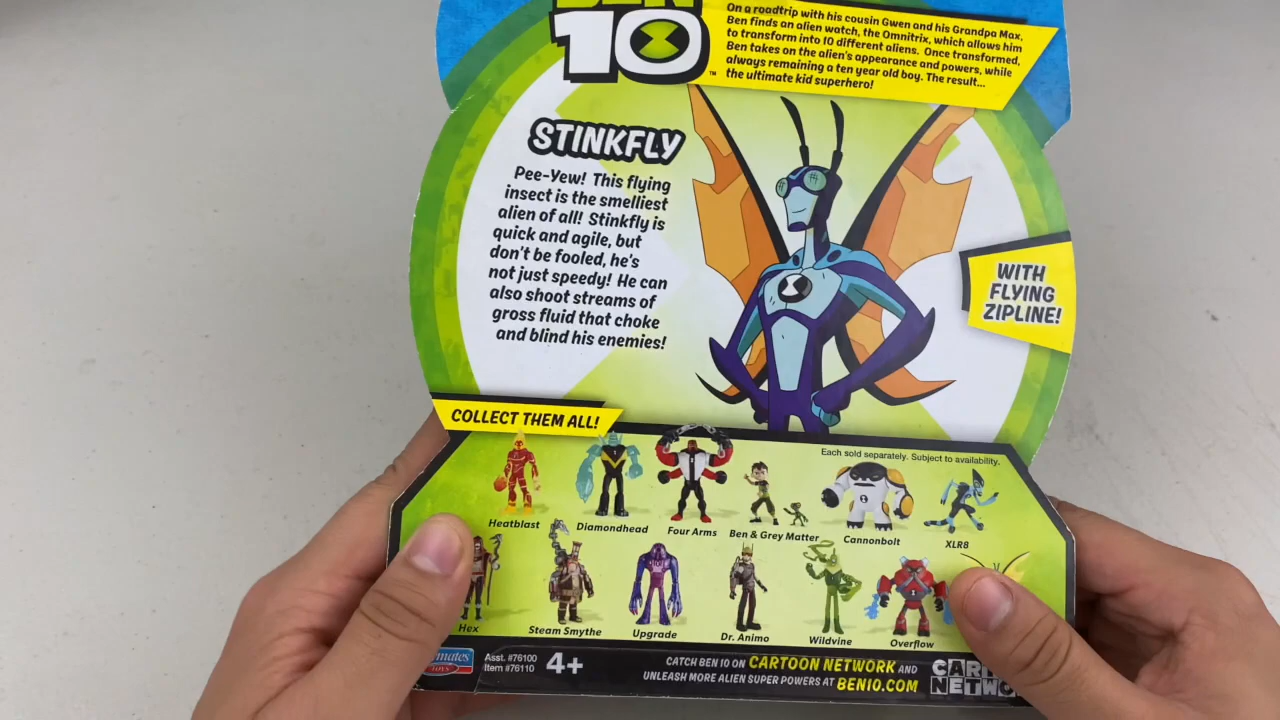 BEN
10
™
On a roadtrip with his cousin Gwen and his Grandpa Max,
Ben finds an alien watch, the Omnitrix, which allows him
to transform into 10 different aliens. Once transformed,
Ben takes on the alien's appearance and powers, while
always remaining a ten year old boy. The result...
the ultimate kid superhero!
STINKFLY
Pee-Yew! This flying
insect is the smelliest
alien of all! Stinkfly is
quick and agile, but
don't be fooled, he's
not just speedy! He can
also shoot streams of
gross fluid that choke
and blind his enemies!
WITH
FLYING
ZIPLINE!
COLLECT THEM ALL!
Each sold separately. Subject to availability.
Heatblast
Diamondhead
Four Arms
Ben & Grey Matter
Cannonbolt
XLR8
Hex
Steam Smythe
Upgrade
Dr. Animo
Wildvine
Overflow
mates
TOYS
Asst. #76100
Item #76110
4+
CATCH BEN 10 ON CARTOON NETWORK AND
UNLEASH MORE ALIEN SUPER POWERS AT BEN10.COM
CAR
NETWO